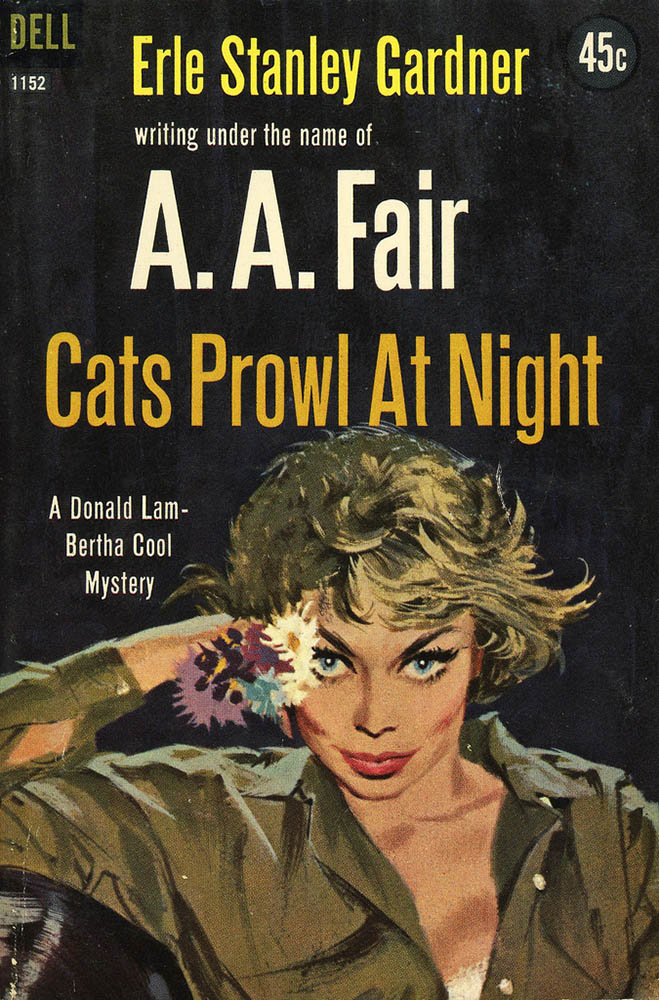 DELL
1152
Erle Stanley Gardner
45c
writing under the name of
A. A. Fair
Cats Prowl At Night
A Donald Lam-
Bertha Cool
Mystery